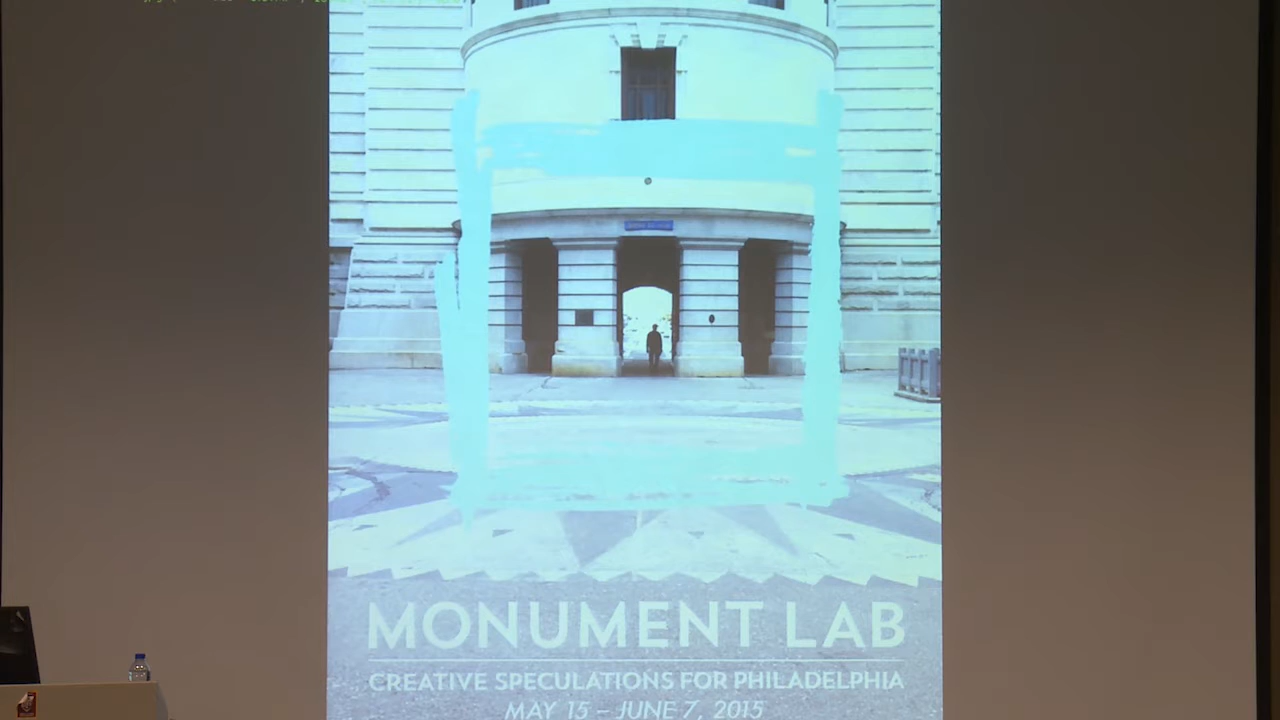 MONUMENT LAB
CREATIVE SPECULATIONS FOR PHILADELPHIA
MAY 15 – JUNE 7, 2015